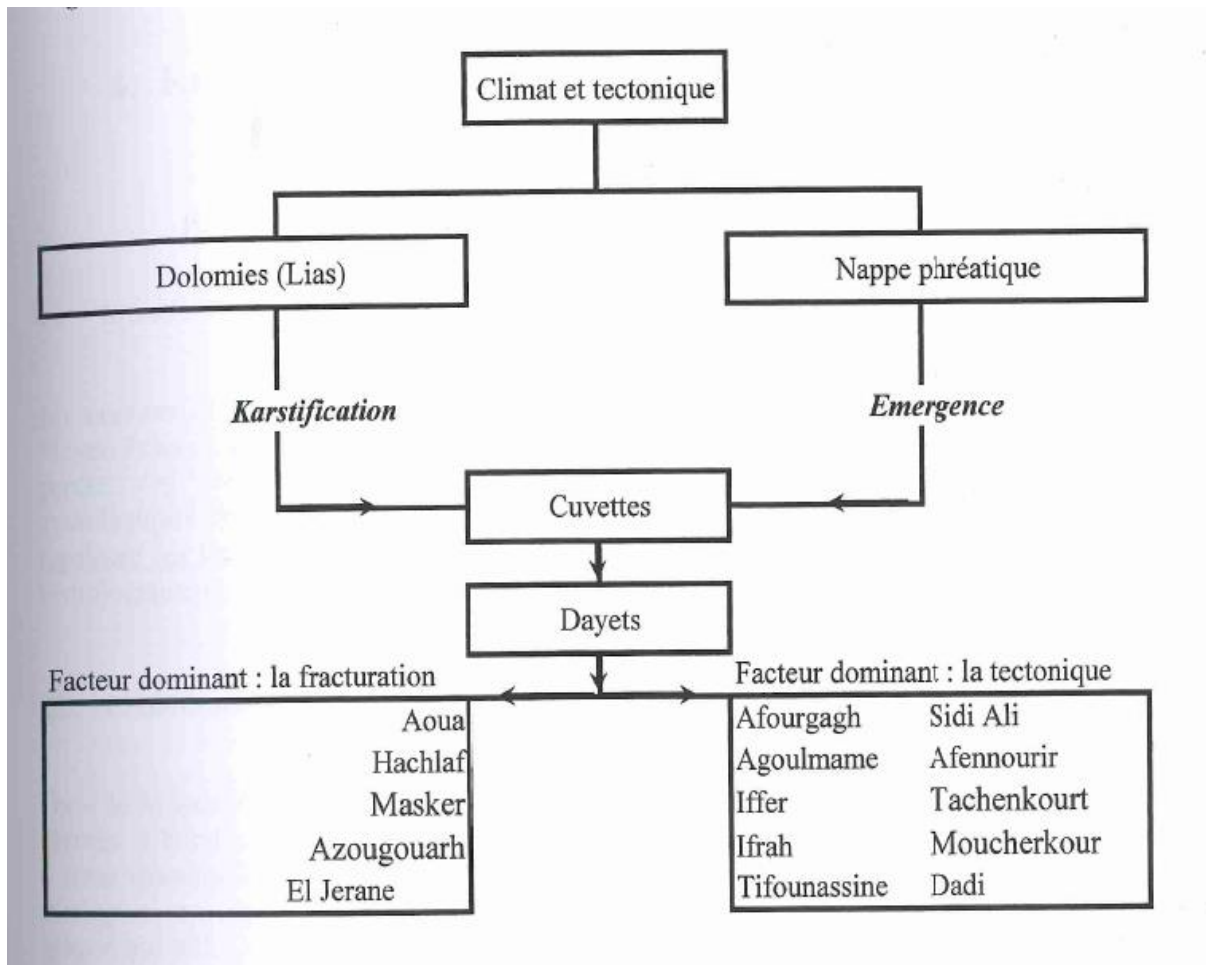 Climat et tectonique
Dolomies (Lias)
Nappe phréatique
Karstification
Emergence
Cuvettes
Dayets
Facteur dominant : la fracturation
Aoua
Hachlaf
Masker
Azougouarh
El Jerane
Facteur dominant : la tectonique
Afourgagh Sidi Ali
Agoulmame Afennourir
Iffer Tachenkourt
Ifrah Moucherkour
Tifounassine Dadi